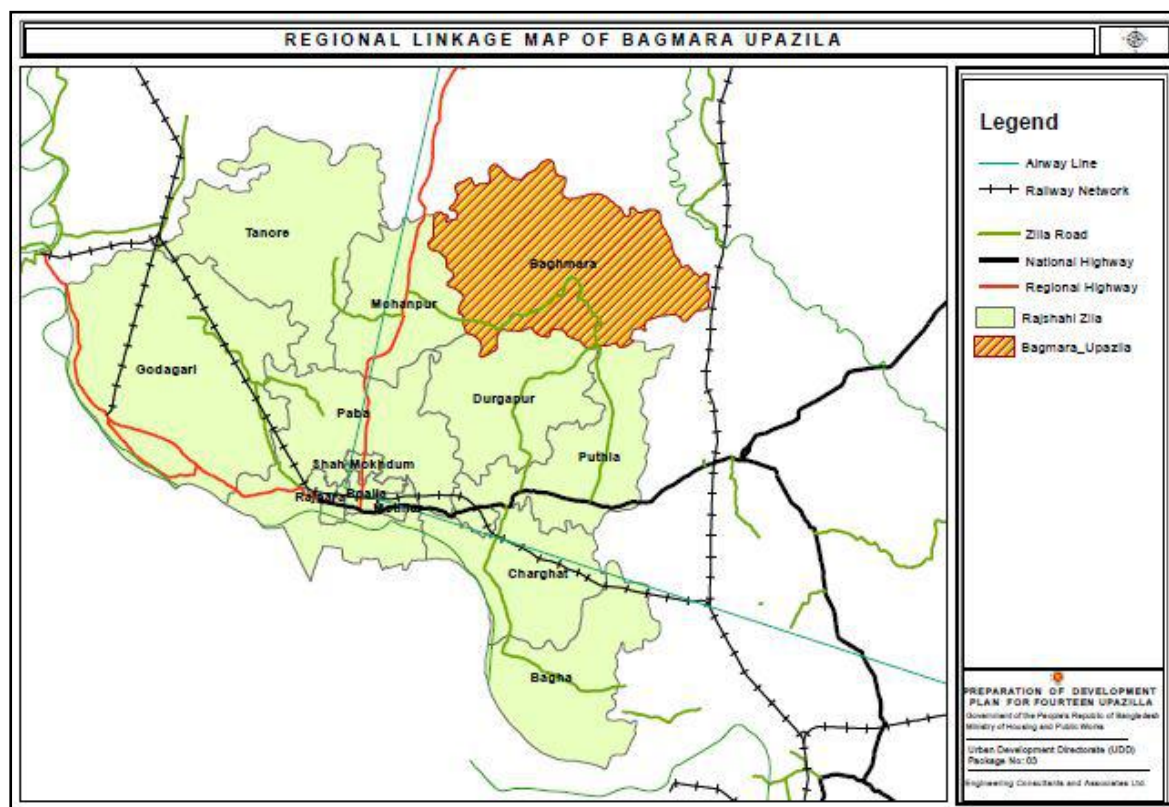 REGIONAL LINKAGE MAP OF BAGMARA UPAZILA
Legend
Airway Line
Railway Network
Zilla Road
National Highway
Regional Highway
Rajshahi Zila
Bagmara_Upazila
Tanore
Baghmara
Mohanpur
Godagari
Durgapur
Paba
Puthia
Shah Mokhdum
Boalia
Charghat
Bagha
PREPARATION OF DEVELOPMENT
PLAN FOR FOURTEEN UPAZILLA
Government of the People's Republic of Bangladesh
Ministry of Housing and Public Works
Urban Development Directorate (UDD)
Package No: 03
Engineering Consultants and Associates Ltd.